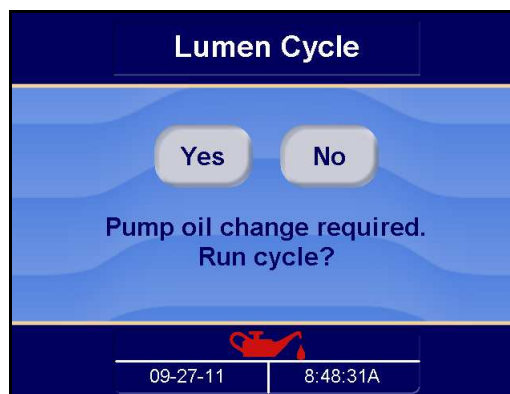 Lumen Cycle
Yes No
Pump oil change required.
Run cycle?
09-27-11 8:48:31A